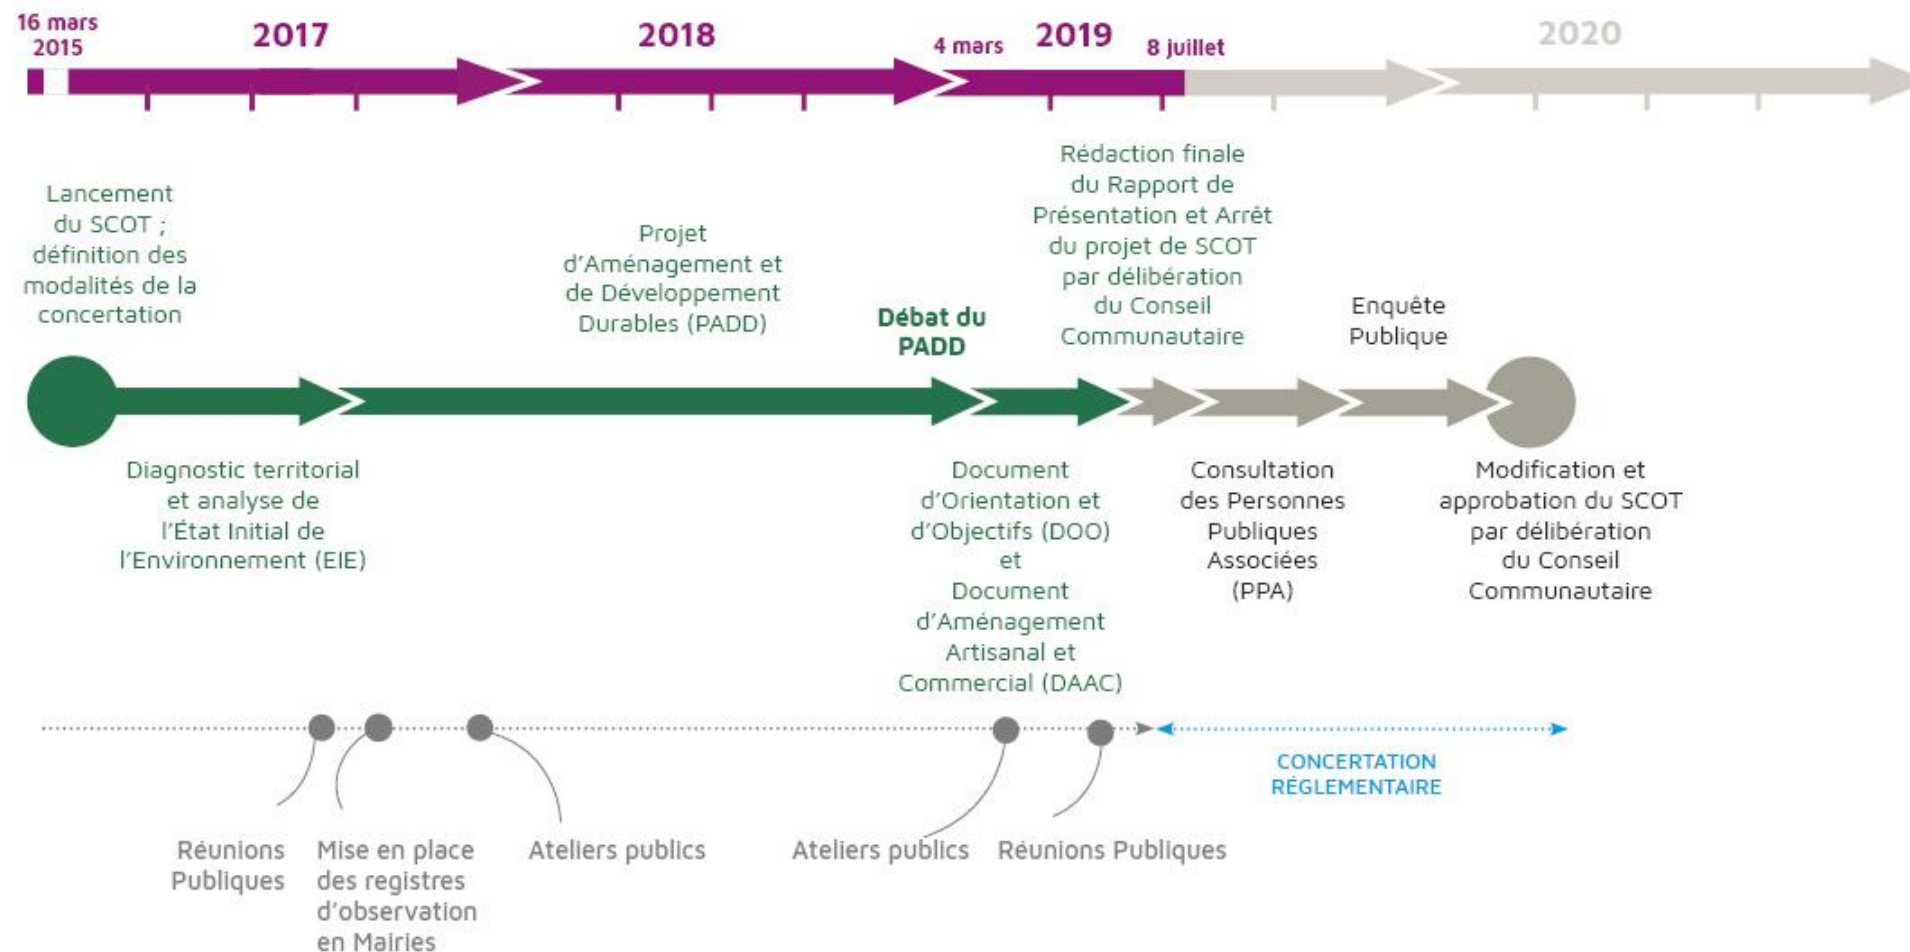 16 mars
2015
2017
2018
4 mars
2019
8 juillet
2020
Lancement
du SCOT ;
définition des
modalités de la
concertation
Projet
d'Aménagement et
de Développement
Durables (PADD)
Débat du
PADD
Rédaction finale
du Rapport de
Présentation et Arrêt
du projet de SCOT
par délibération
du Conseil
Communautaire
Enquête
Publique
Diagnostic territorial
et analyse de
l'État Initial de
l'Environnement (EIE)
Document
d'Orientation et
d'Objectifs (DOO)
et
Document
d'Aménagement
Artisanal et
Commercial (DAAC)
Consultation
des Personnes
Publiques
Associées
(PPA)
Modification et
approbation du SCOT
par délibération
du Conseil
Communautaire
CONCERTATION
RÉGLEMENTAIRE
Réunions
Publiques
Mise en place
des registres
d'observation
en Mairies
Ateliers publics
Ateliers publics
Réunions Publiques